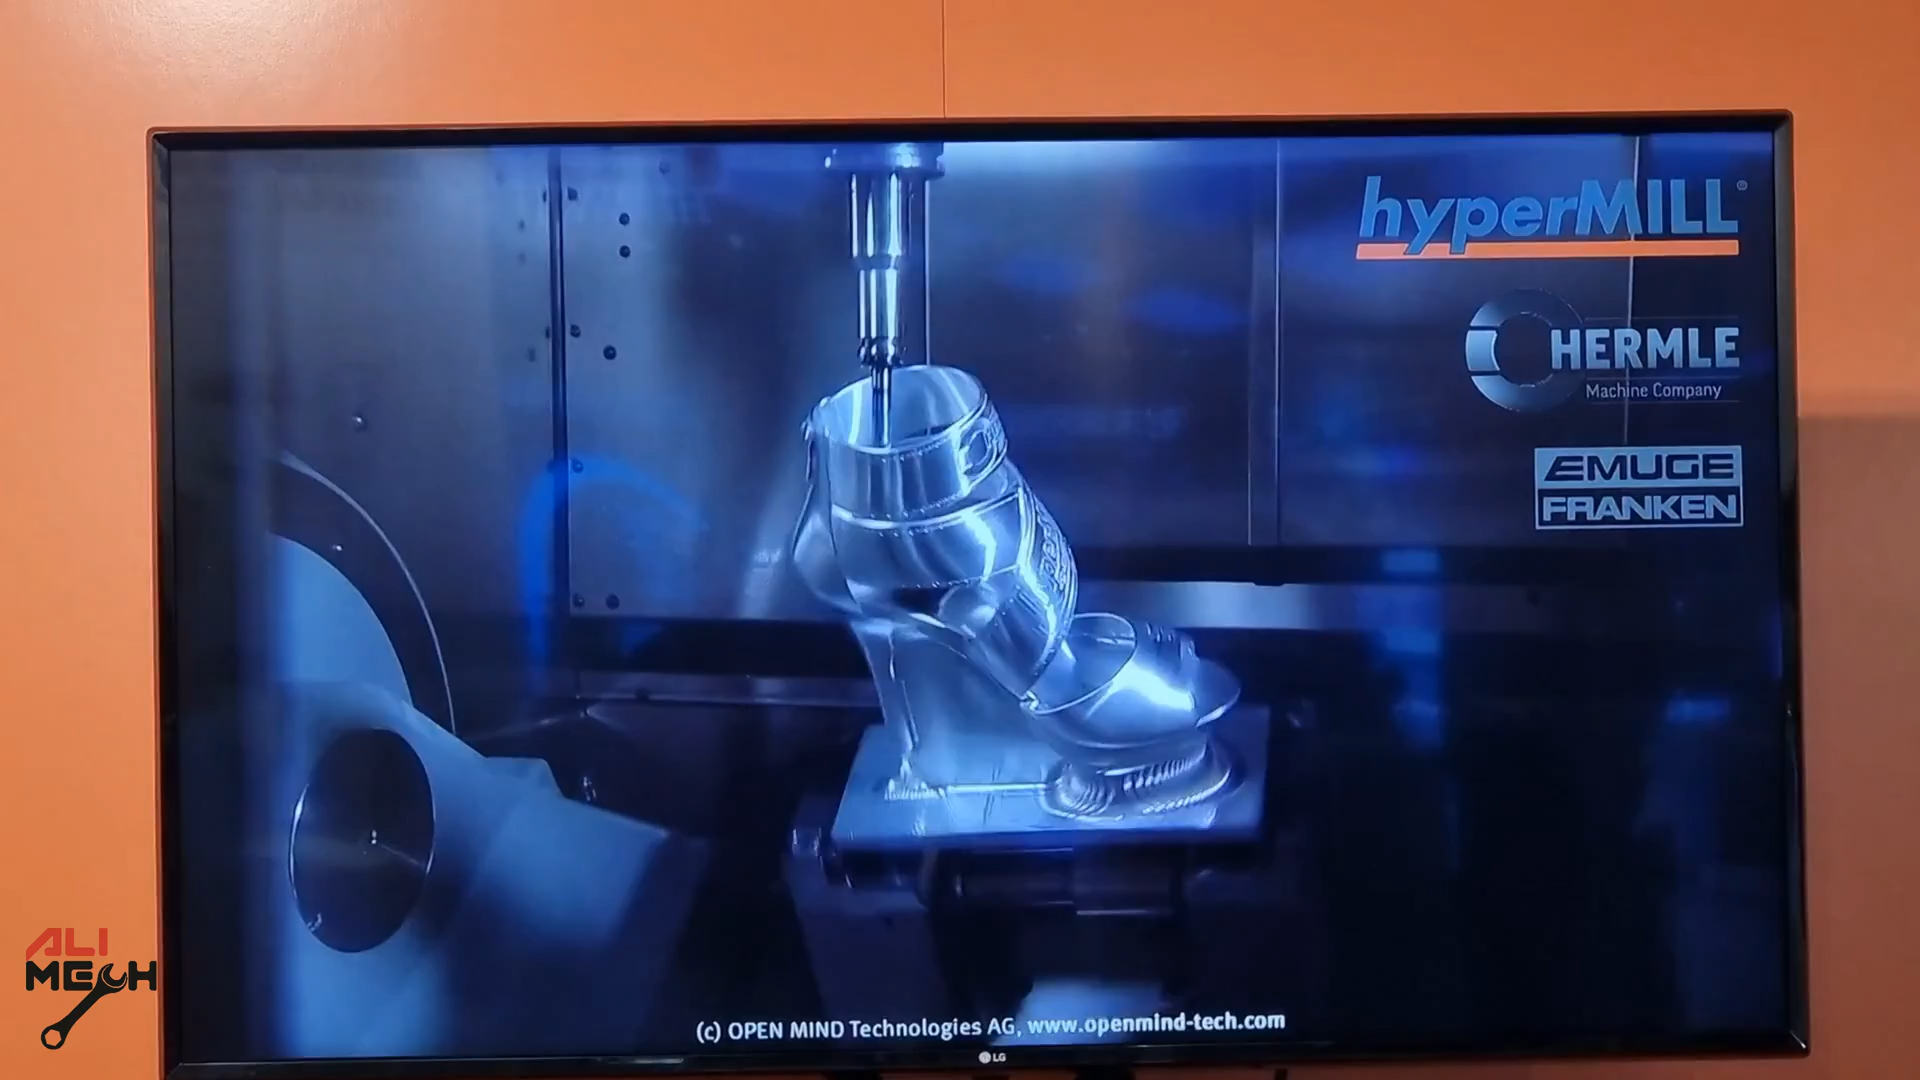 hyperMILL®
HERMLE
Machine Company
EMUGE
FRANKEN
ALI
MECH
(c) OPEN MIND Technologies AG, www.openmind-tech.com
LG